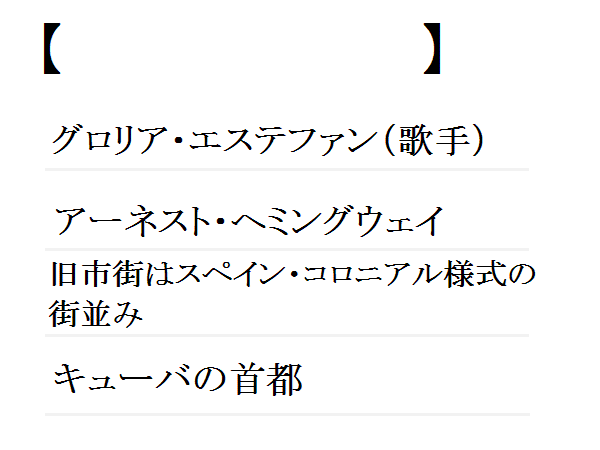 【　　　　　　　】
グロリア・エステファン(歌手)
アーネスト・ヘミングウェイ
旧市街はスペイン・コロニアル様式の
街並み
キューバの首都